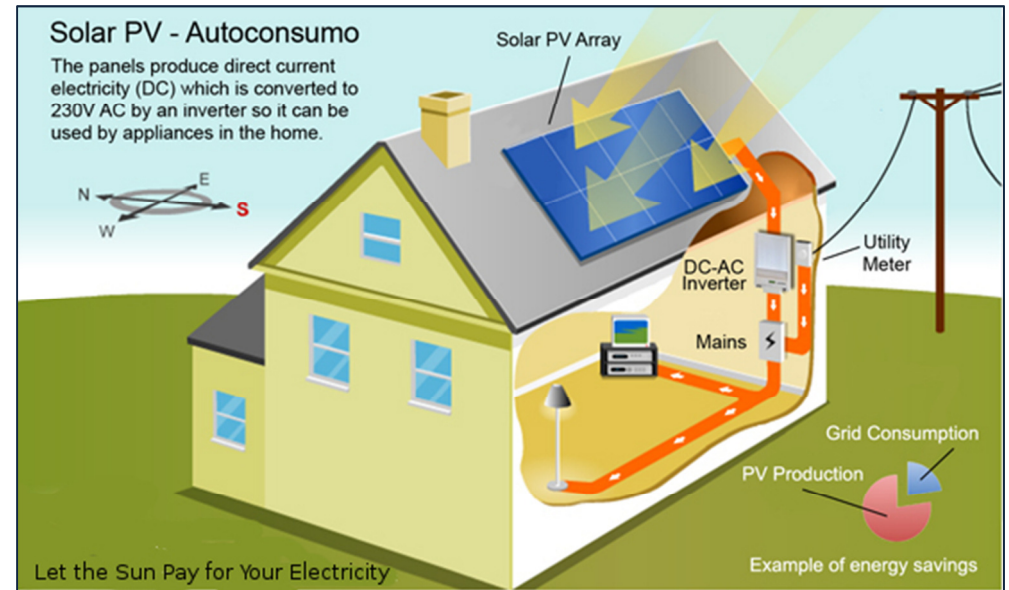 Solar PV - Autoconsumo
The panels produce direct current
electricity (DC) which is converted to
230V AC by an inverter so it can be
used by appliances in the home.
Solar PV Array
N
E
S
W
Utility
Meter
DC-AC
Inverter
Mains
Grid Consumption
PV Production
Example of energy savings
Let the Sun Pay for Your Electricity